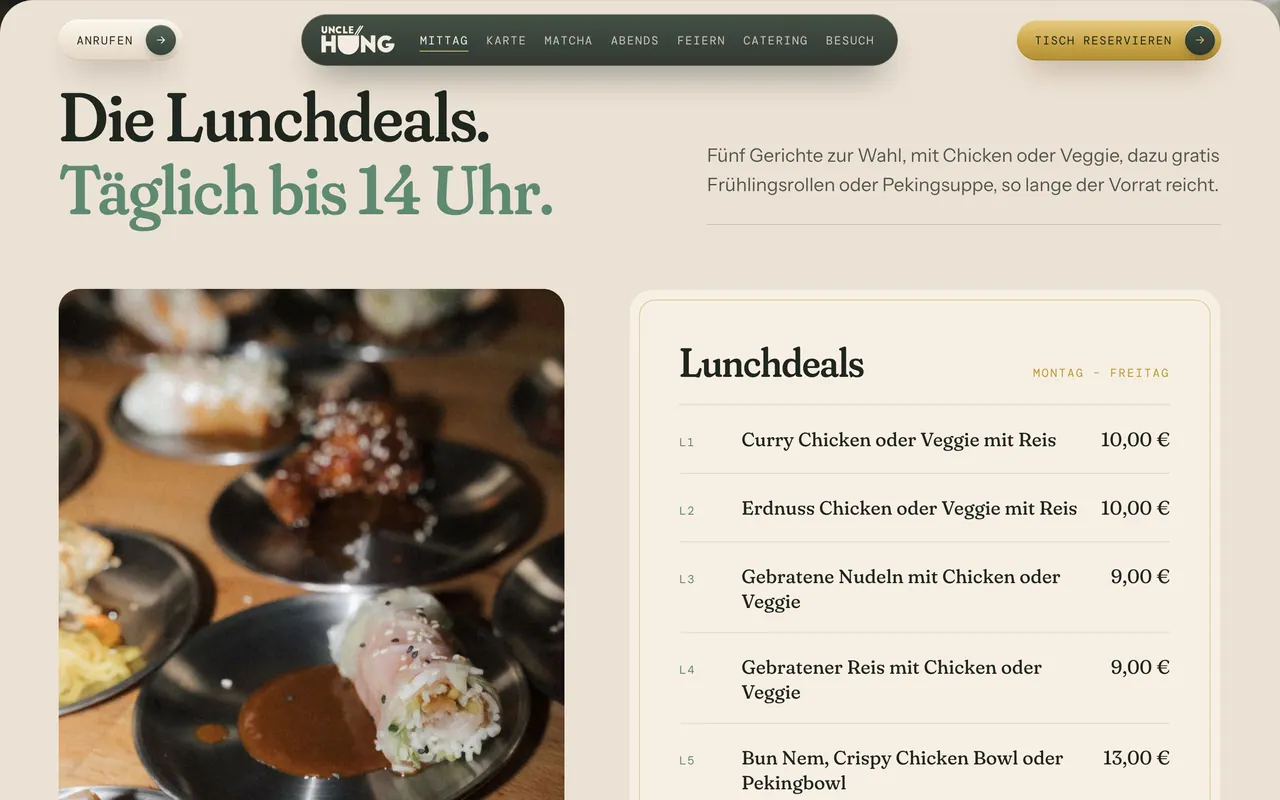 ANRUFEN
UNCLE
HUNG
MITTAG KARTE MATCHA ABENDS FEIERN CATERING BESUCH
TISCH RESERVIEREN
Die Lunchdeals.
Täglich bis 14 Uhr.
Fünf Gerichte zur Wahl, mit Chicken oder Veggie, dazu gratis
Frühlingsrollen oder Pekingsuppe, so lange der Vorrat reicht.
Lunchdeals
MONTAG – FREITAG
L1 Curry Chicken oder Veggie mit Reis 10,00 €
L2 Erdnuss Chicken oder Veggie mit Reis 10,00 €
L3 Gebratene Nudeln mit Chicken oder 9,00 €
Veggie
L4 Gebratener Reis mit Chicken oder 9,00 €
Veggie
L5 Bun Nem, Crispy Chicken Bowl oder 13,00 €
Pekingbowl